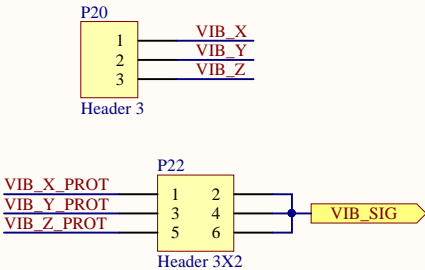 P20
1 VIB_X
2 VIB_Y
3 VIB_Z
Header 3
P22
VIB_X_PROT 1 2
VIB_Y_PROT 3 4 VIB_SIG
VIB_Z_PROT 5 6
Header 3X2